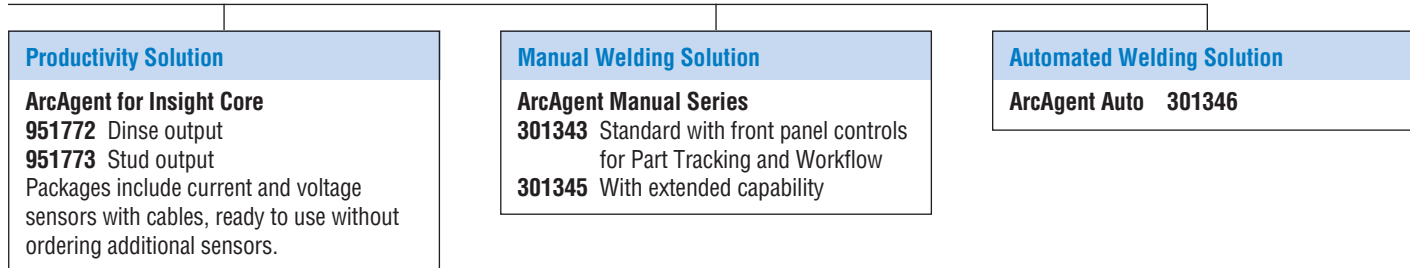 Productivity Solution
ArcAgent for Insight Core
951772 Dinse output
951773 Stud output
Packages include current and voltage
sensors with cables, ready to use without
ordering additional sensors.
Manual Welding Solution
ArcAgent Manual Series
301343 Standard with front panel controls
for Part Tracking and Workflow
301345 With extended capability
Automated Welding Solution
ArcAgent Auto 301346